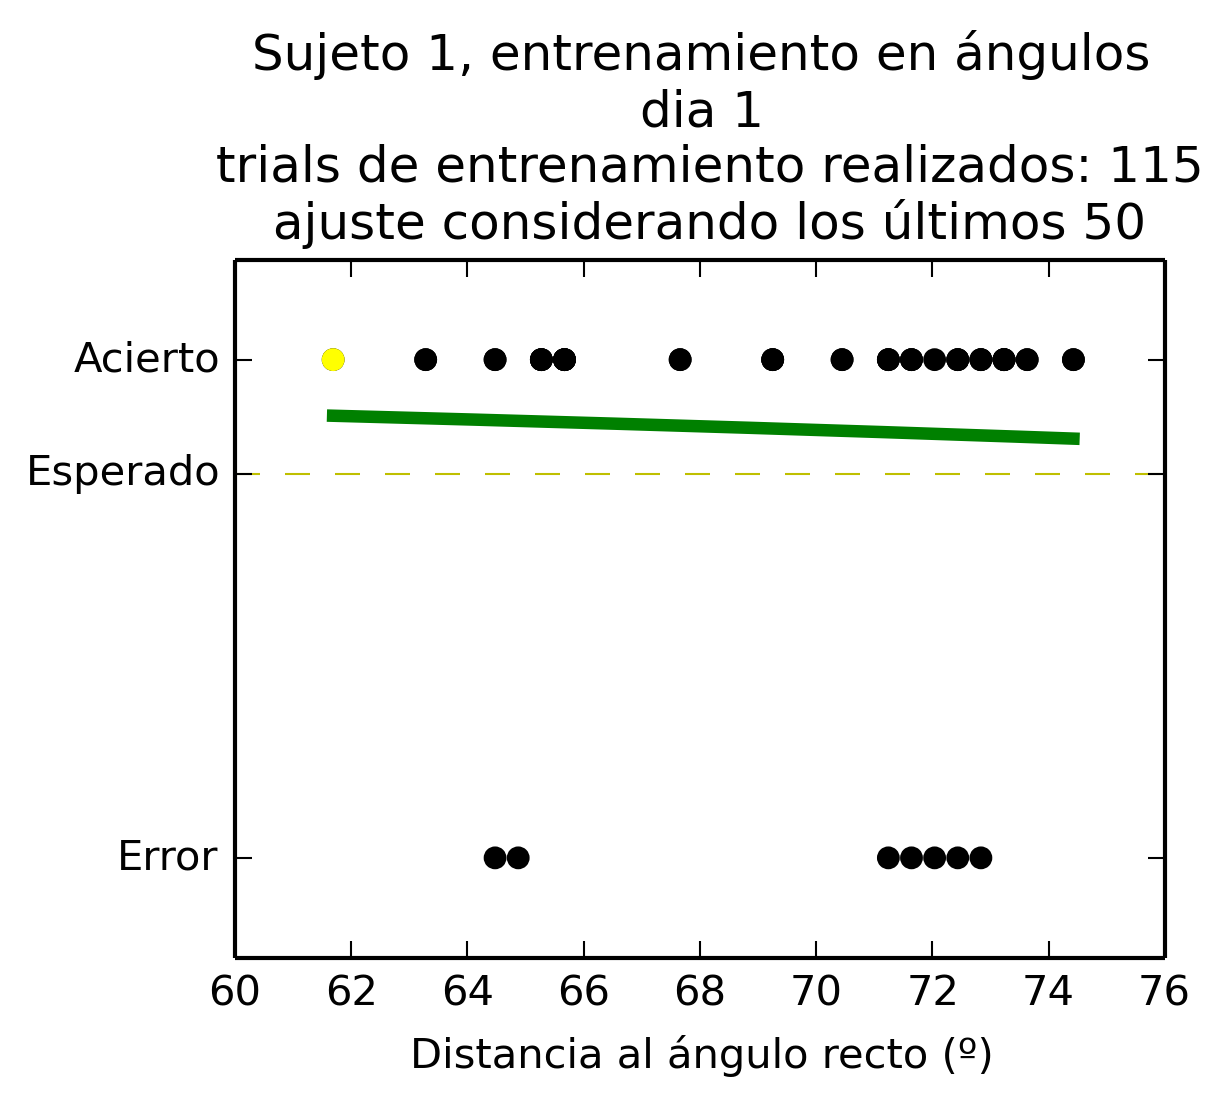 Sujeto 1, entrenamiento en ángulos
dia 1
trials de entrenamiento realizados: 115
ajuste considerando los últimos 50
Acierto
Esperado
Error
60 62 64 66 68 70 72 74 76
Distancia al ángulo recto (º)